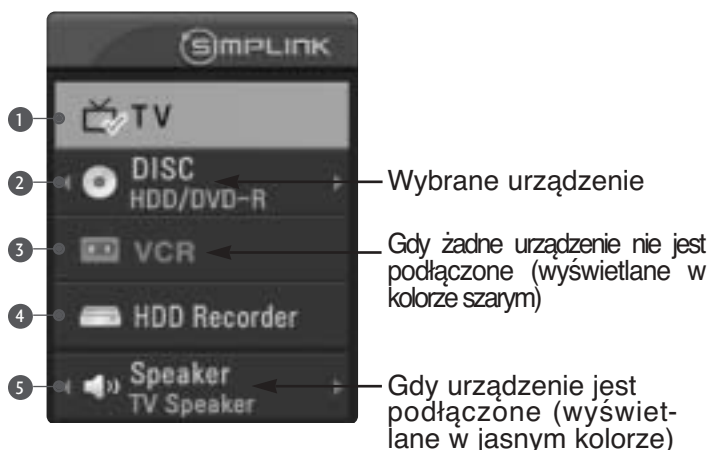 SIMPLINK
1 TV
2 DISC
HDD/DVD-R
Wybrane urządzenie
3 VCR
Gdy żadne urządzenie nie jest
podłączone (wyświetlane w
kolorze szarym)
4 HDD Recorder
5 Speaker
TV Speaker
Gdy urządzenie jest
podłączone (wyświet-
lane w jasnym kolorze)